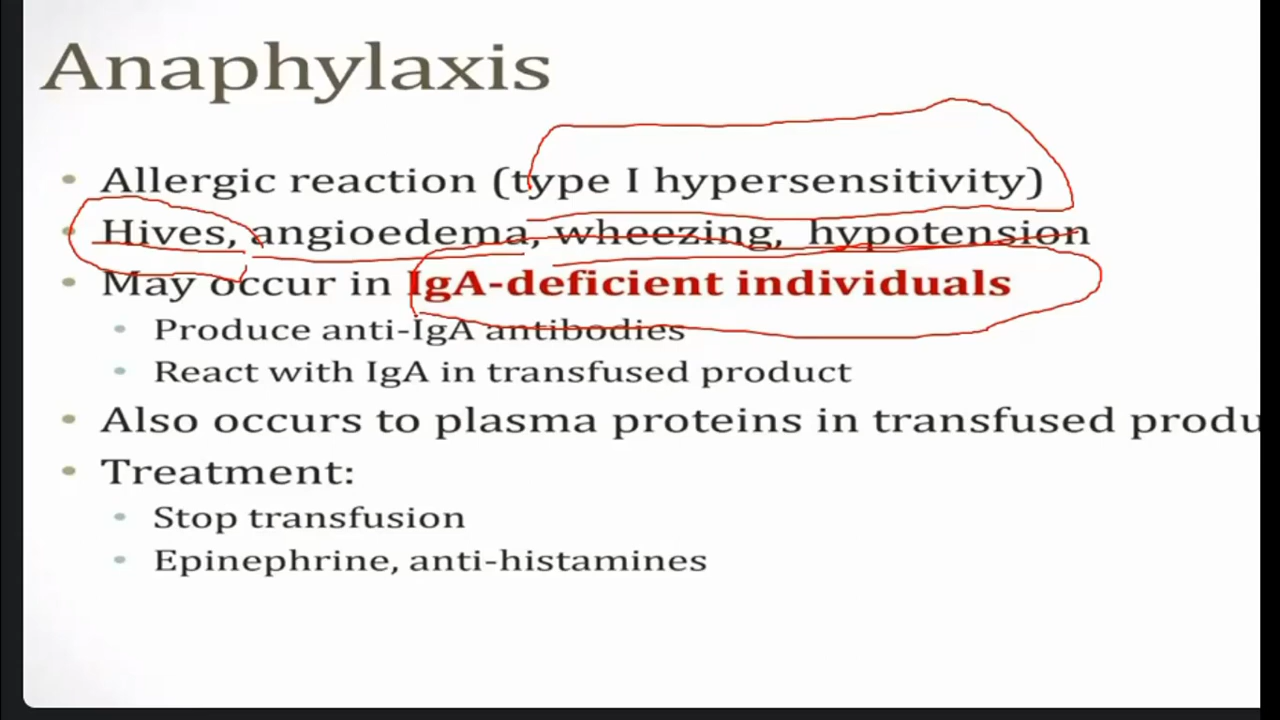 Anaphylaxis
• Allergic reaction (type I hypersensitivity)
• Hives, angioedema, wheezing, hypotension
• May occur in IgA-deficient individuals
• Produce anti-IgA antibodies
• React with IgA in transfused product
• Also occurs to plasma proteins in transfused produ
• Treatment:
• Stop transfusion
• Epinephrine, anti-histamines